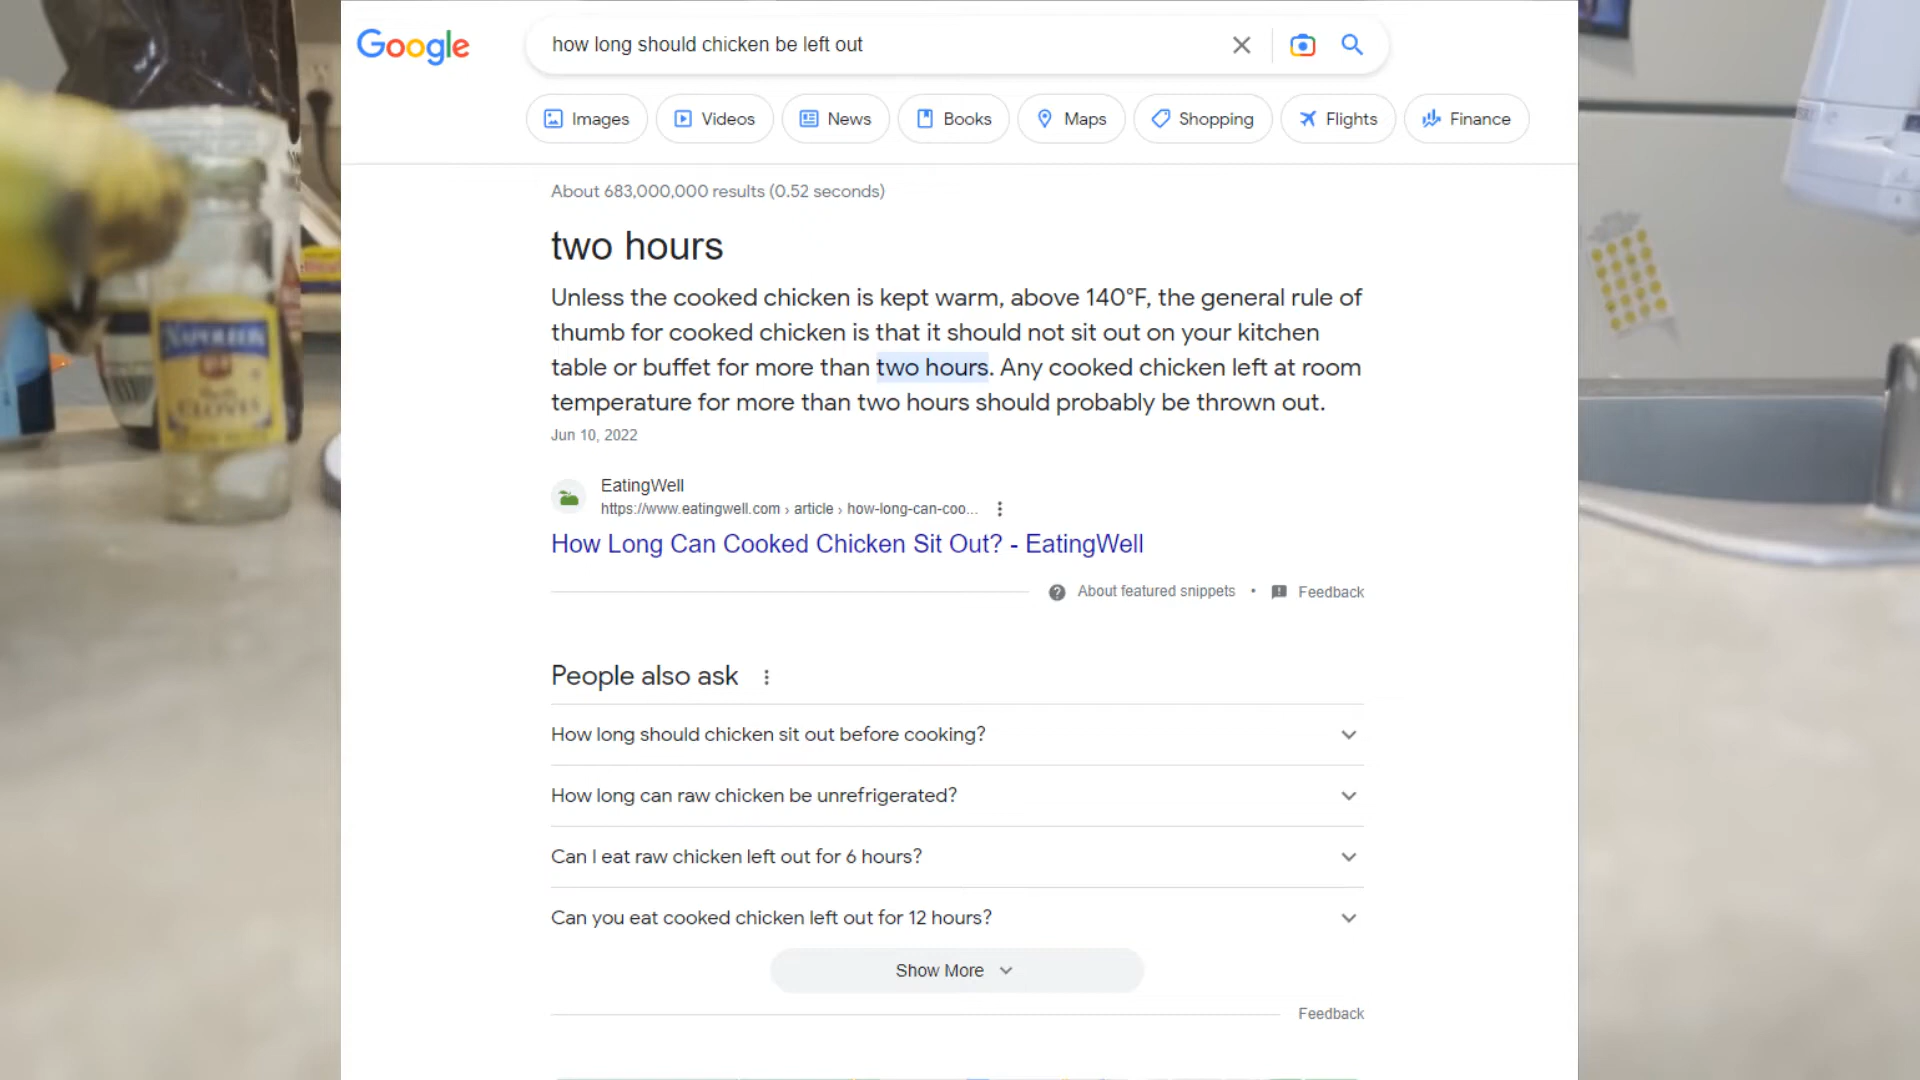 Google
how long should chicken be left out
Images
Videos
News
Books
Maps
Shopping
Flights
Finance
About 683,000,000 results (0.52 seconds)
two hours
Unless the cooked chicken is kept warm, above 140°F, the general rule of
thumb for cooked chicken is that it should not sit out on your kitchen
table or buffet for more than two hours. Any cooked chicken left at room
temperature for more than two hours should probably be thrown out.
Jun 10, 2022
EatingWell
https://www.eatingwell.com › article › how-long-can-coo...
How Long Can Cooked Chicken Sit Out? - EatingWell
About featured snippets • Feedback
People also ask
How long should chicken sit out before cooking?
How long can raw chicken be unrefrigerated?
Can I eat raw chicken left out for 6 hours?
Can you eat cooked chicken left out for 12 hours?
Show More
Feedback
NAPOLEON
CLOVES